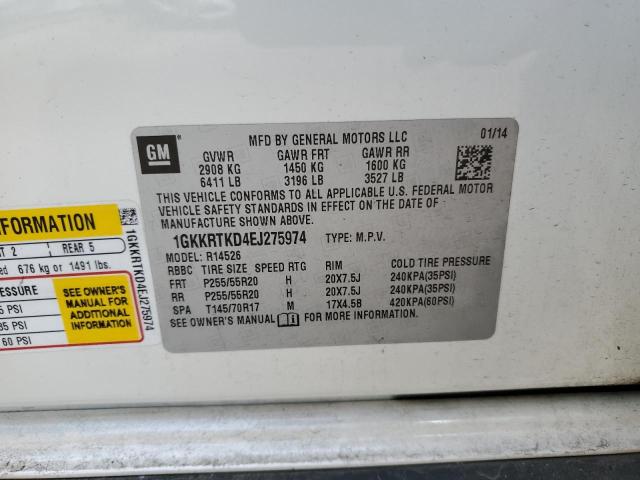 GM
MFD BY GENERAL MOTORS LLC 01/14
GVWR GAWR FRT GAWR RR
2908 KG 1450 KG 1600 KG
6411 LB 3196 LB 3527 LB
THIS VEHICLE CONFORMS TO ALL APPLICABLE U.S. FEDERAL MOTOR
VEHICLE SAFETY STANDARDS IN EFFECT ON THE DATE OF
MANUFACTURE SHOWN ABOVE.
1GKKRTKD4EJ275974 TYPE: M.P.V.
MODEL: R14526
RBBC TIRE SIZE SPEED RTG RIM COLD TIRE PRESSURE
FRT P255/55R20 H 20X7.5J 240KPA(35PSI)
RR P255/55R20 H 20X7.5J 240KPA(35PSI)
SPA T145/70R17 M 17X4.5B 420KPA(60PSI)
SEE OWNER'S MANUAL FOR MORE INFORMATION
INFORMATION
2 REAR 5
676 kg or 1491 lbs.
SEE OWNER'S
MANUAL FOR
ADDITIONAL
INFORMATION
PSI
PSI
60 PSI
1GKKRTKD4EJ275974